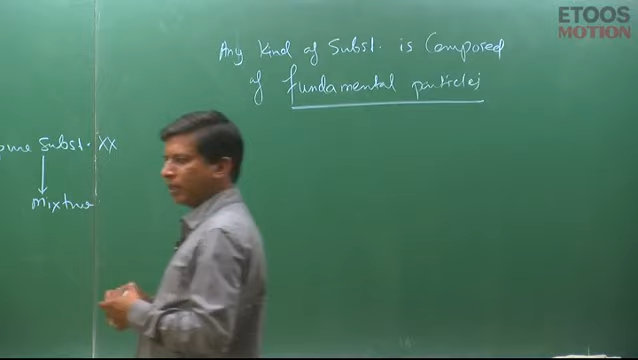 ETOOS
MOTION
Any Kind of Subst. is Composed
of fundamental particles
Subst. XX
mixture